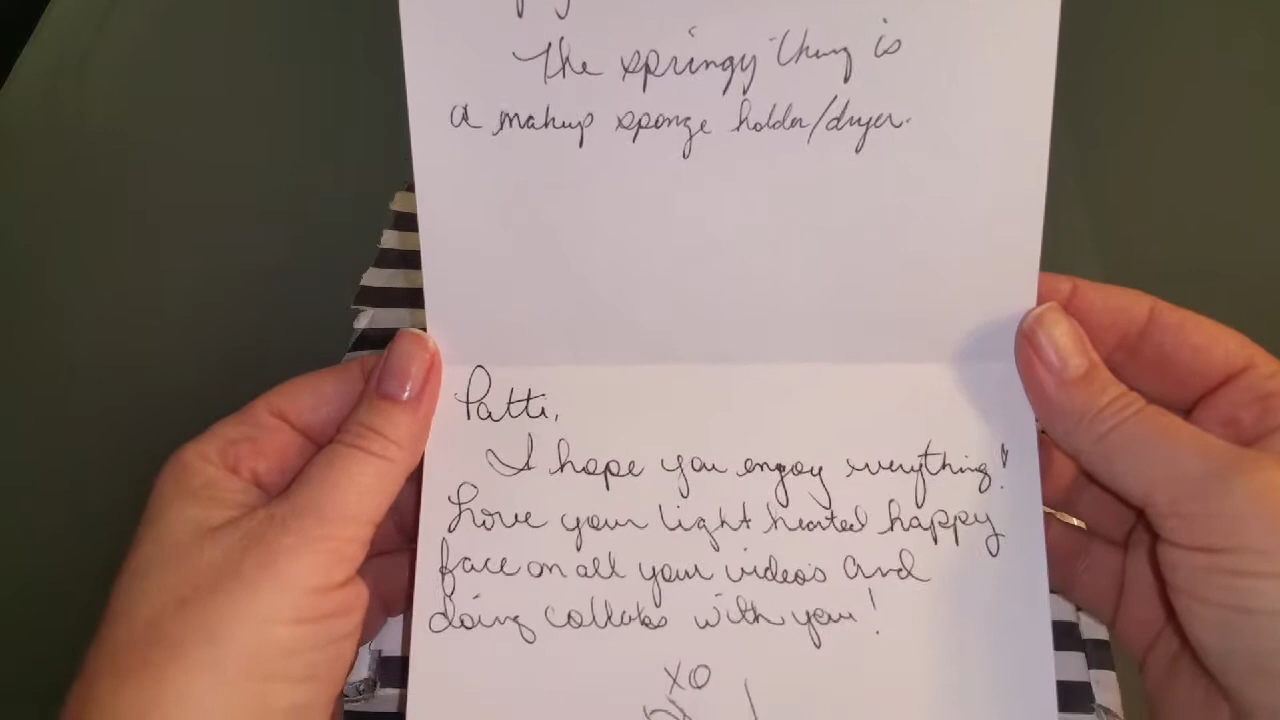 The springy thing is
a makeup sponge holder/dryer.
Patti,
I hope you enjoy everything!
Love your light hearted happy
face on all your videos and
doing collabs with you!
XO